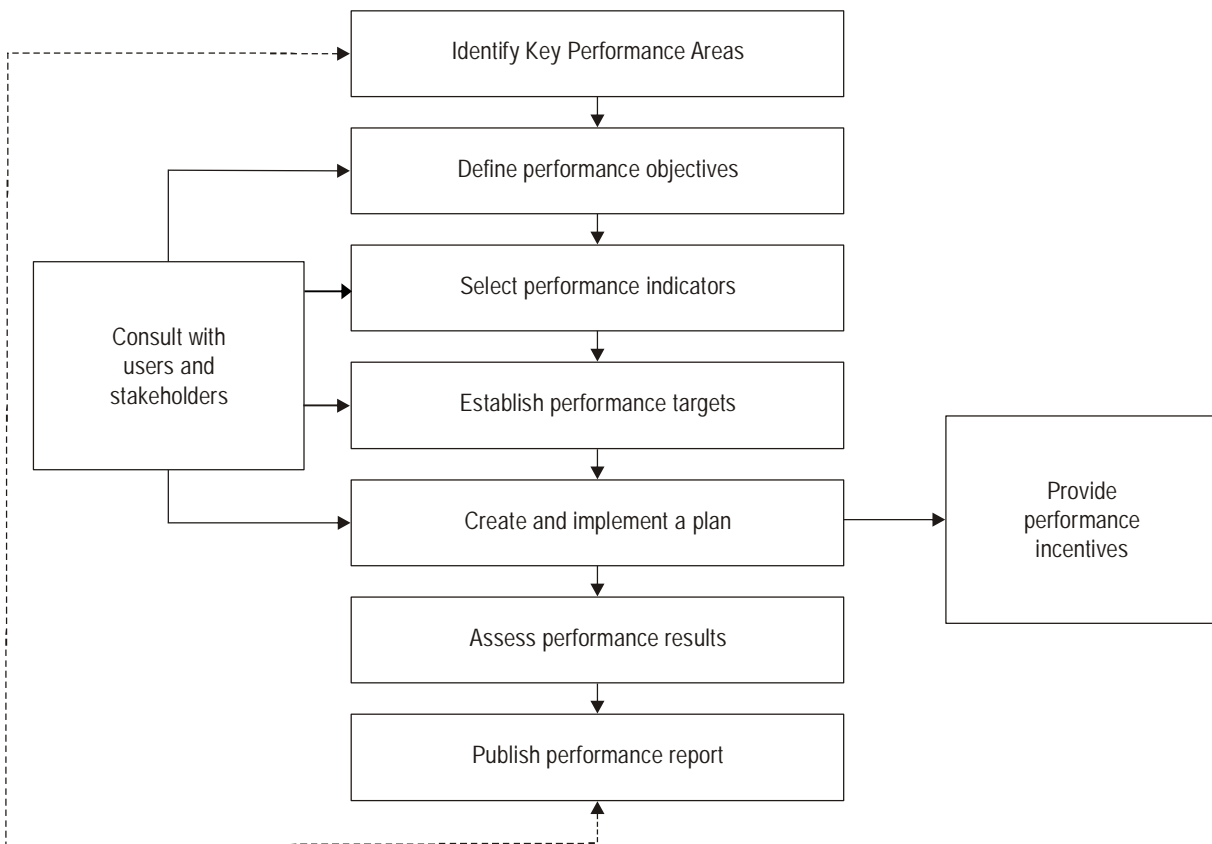 Identify Key Performance Areas
Define performance objectives
Select performance indicators
Consult with
users and
stakeholders
Establish performance targets
Create and implement a plan
Provide
performance
incentives
Assess performance results
Publish performance report